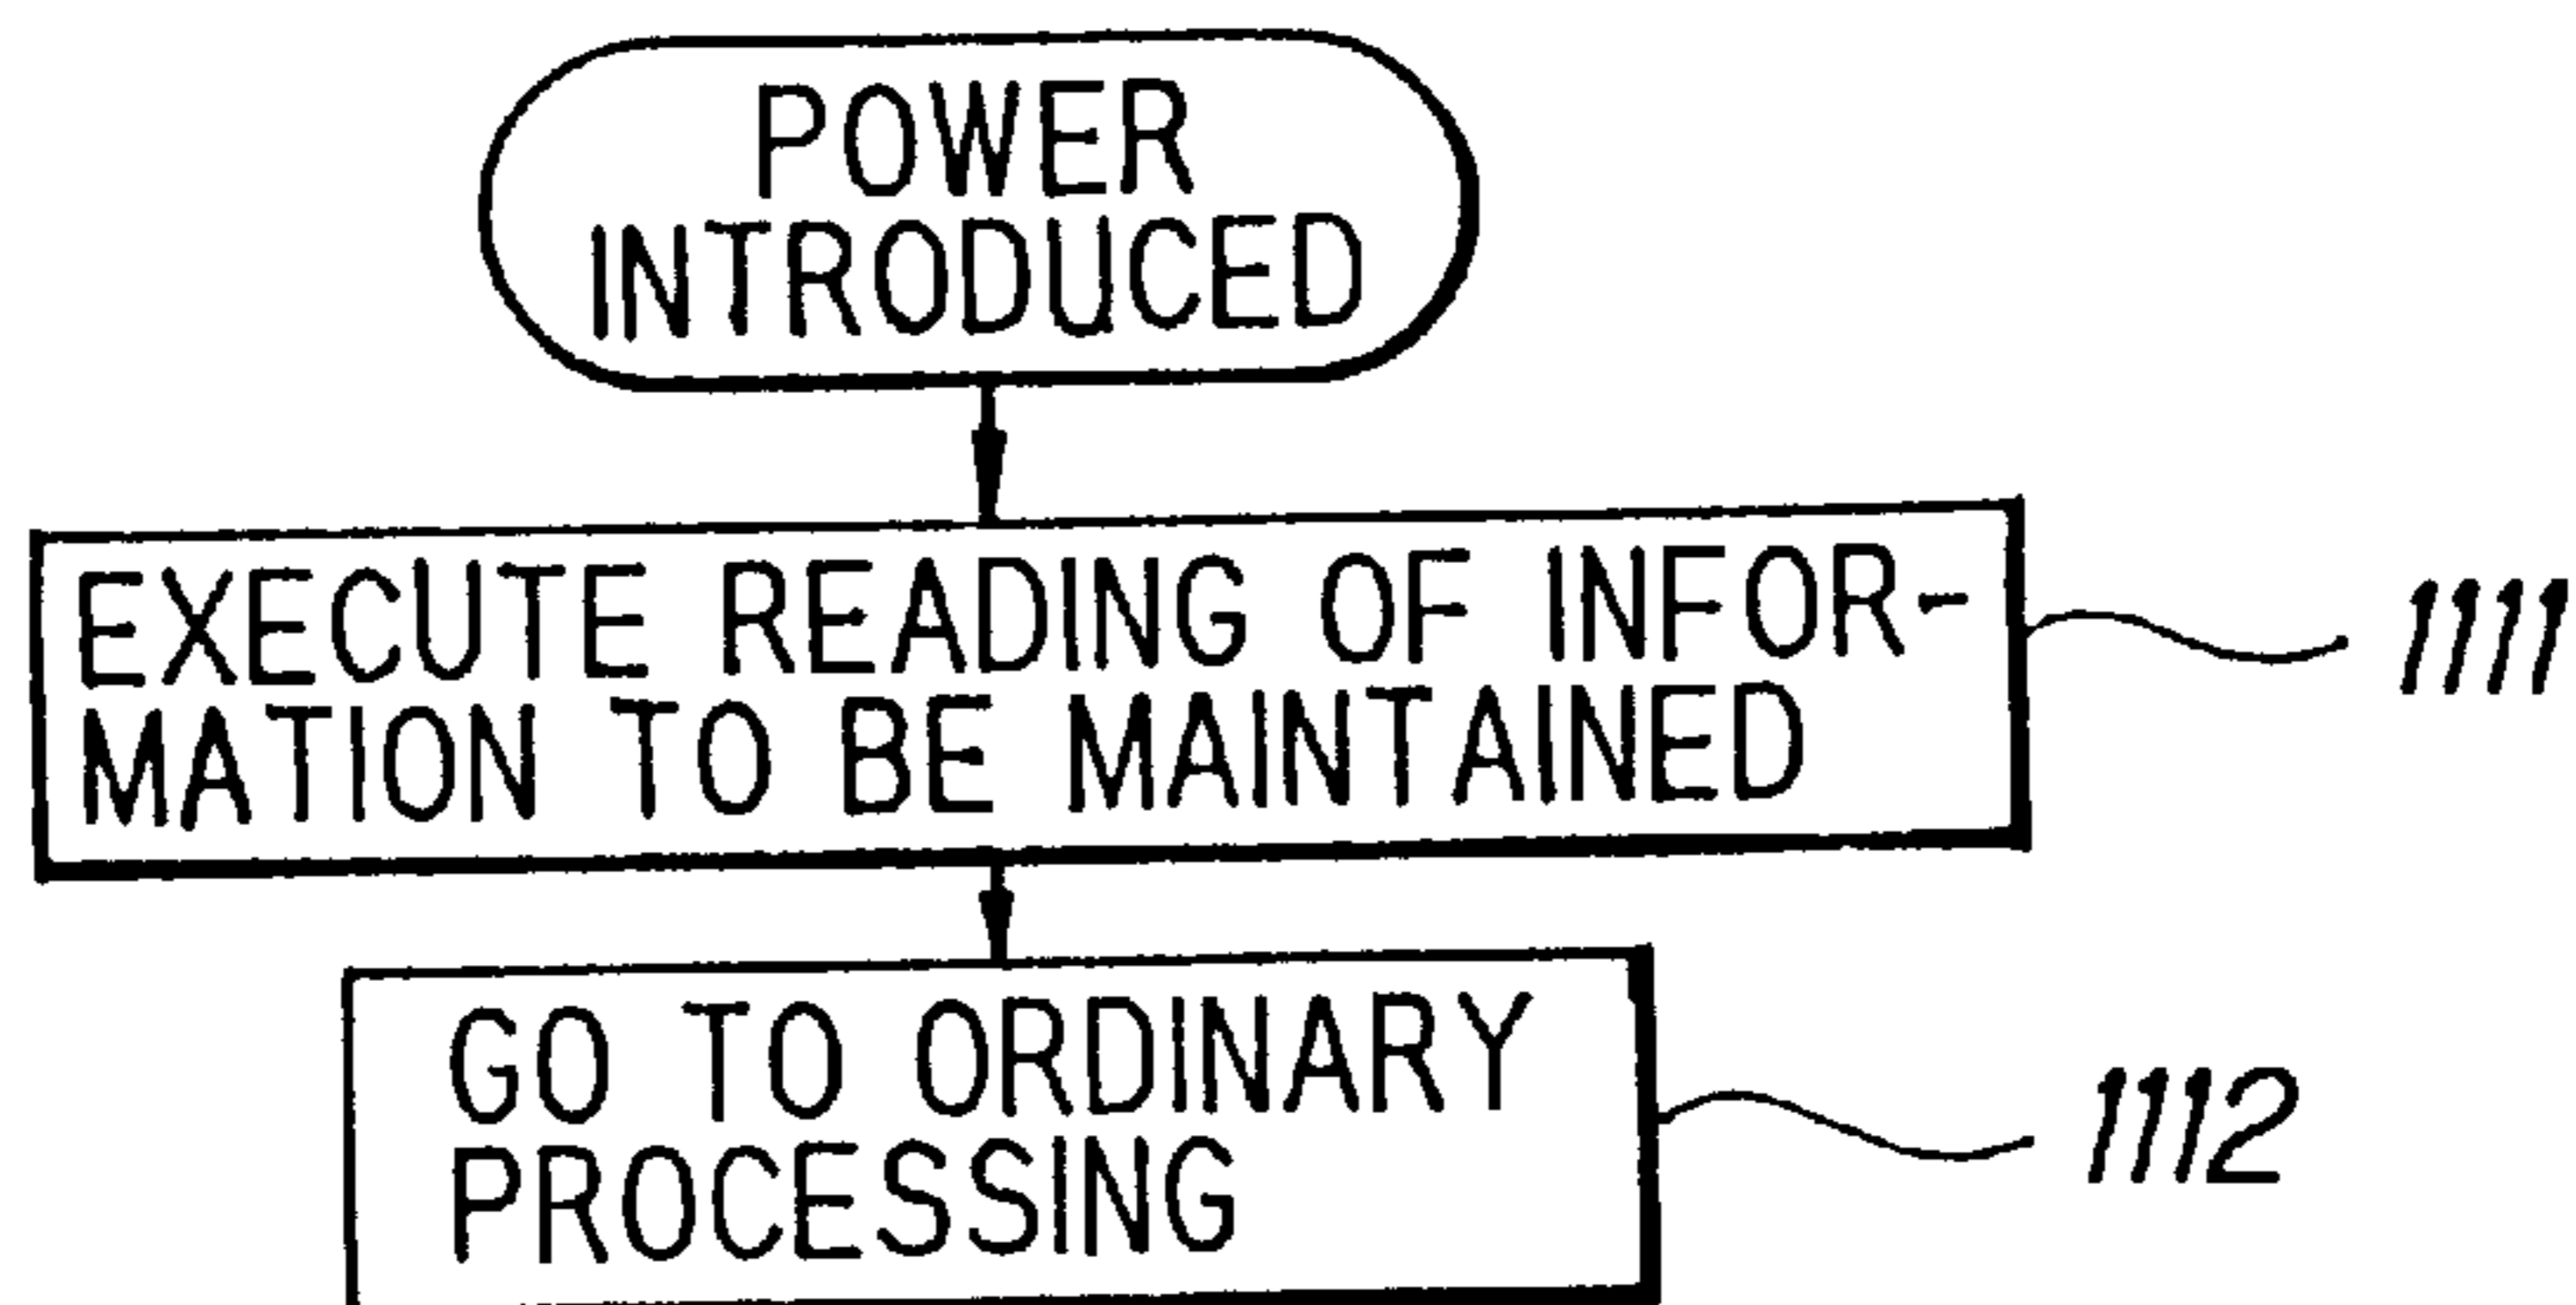 POWER
INTRODUCED
EXECUTE READING OF INFOR-
MATION TO BE MAINTAINED
1111
GO TO ORDINARY
PROCESSING
1112